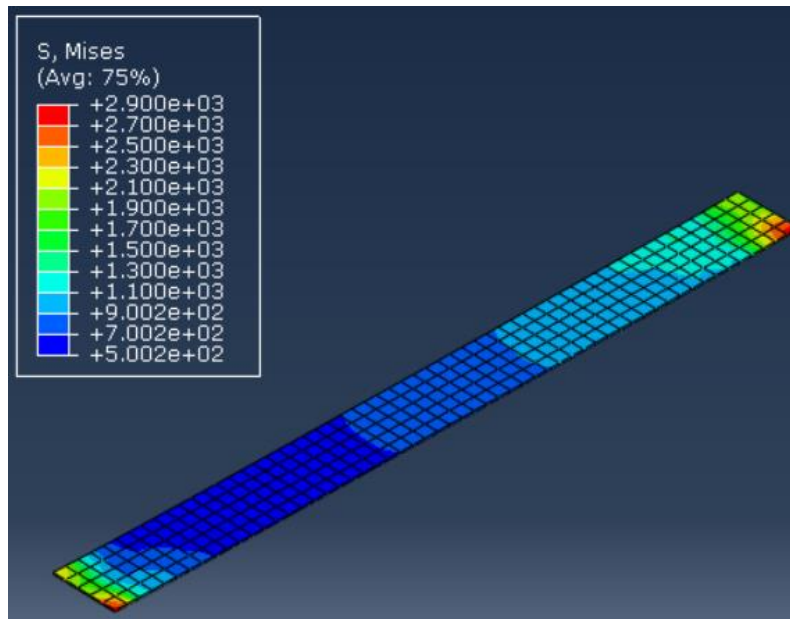 S, Mises
(Avg: 75%)
+2.900e+03
+2.700e+03
+2.500e+03
+2.300e+03
+2.100e+03
+1.900e+03
+1.700e+03
+1.500e+03
+1.300e+03
+1.100e+03
+9.002e+02
+7.002e+02
+5.002e+02